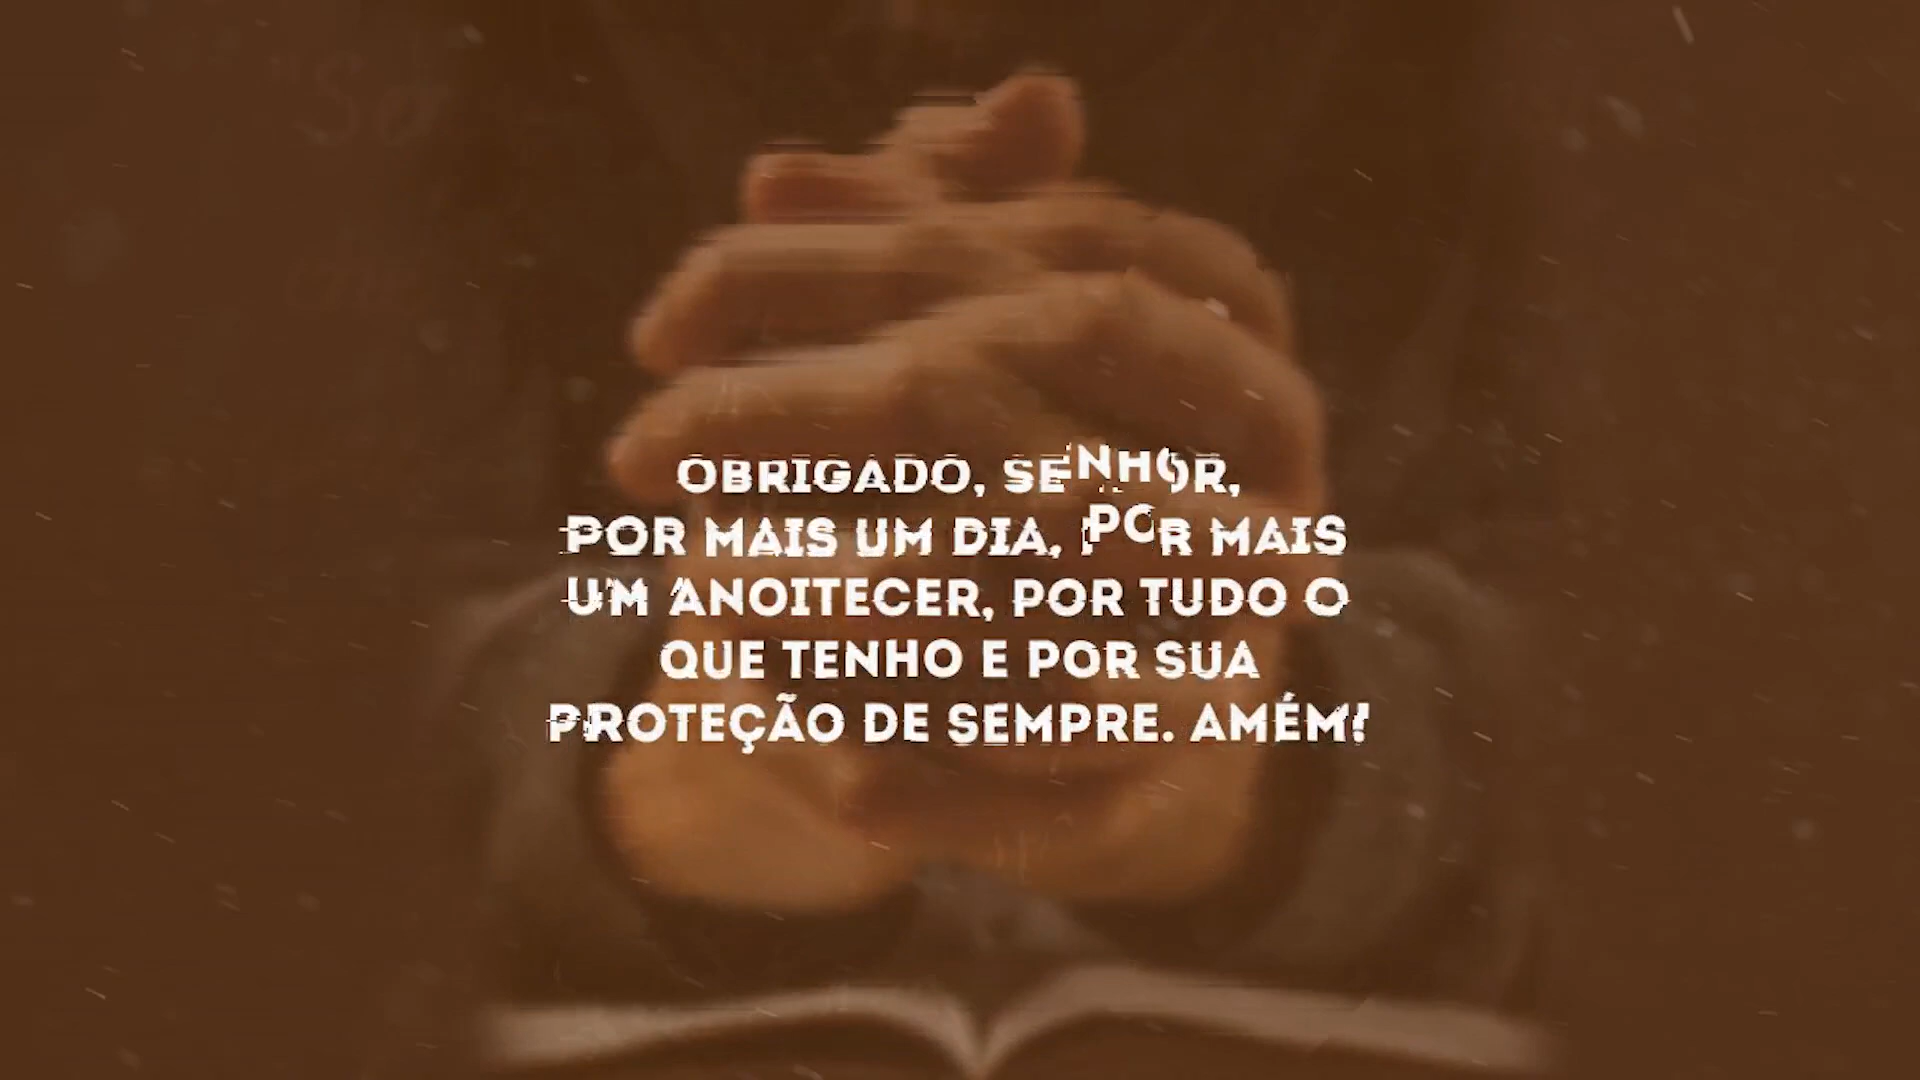 OBRIGADO, SENHOR,
POR MAIS UM DIA, POR MAIS
UM ANOITECER, POR TUDO O
QUE TENHO E POR SUA
PROTEÇÃO DE SEMPRE. AMÉM!